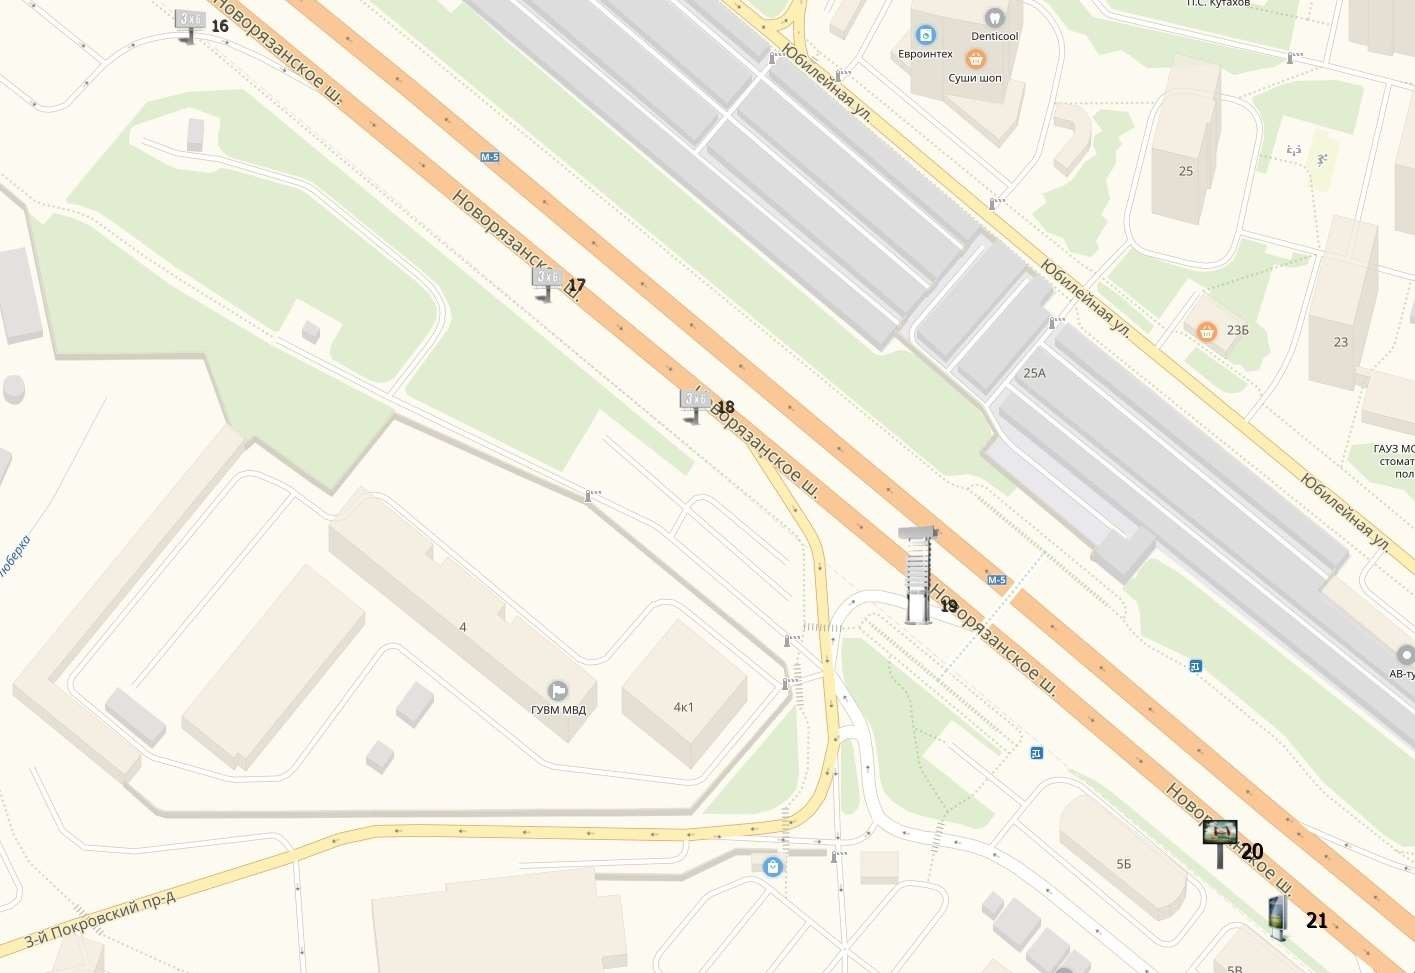 П.С. Кутахов
3x6
16
Новорязанское ш.
Denticool
Евроинтех
Суши шоп
Юбилейная ул.
М-5
25
Новорязанское ш.
3x6
17
Юбилейная ул.
23Б
23
25А
3x6
18
Новорязанское ш.
ГАУЗ МО
стомат
пол
Юбилейная ул.
М-5
19
Новорязанское ш.
4
ГУВМ МВД
4к1
АВ-ту
Новорязанское ш.
20
5Б
21
3-й Покровский пр-д
5В